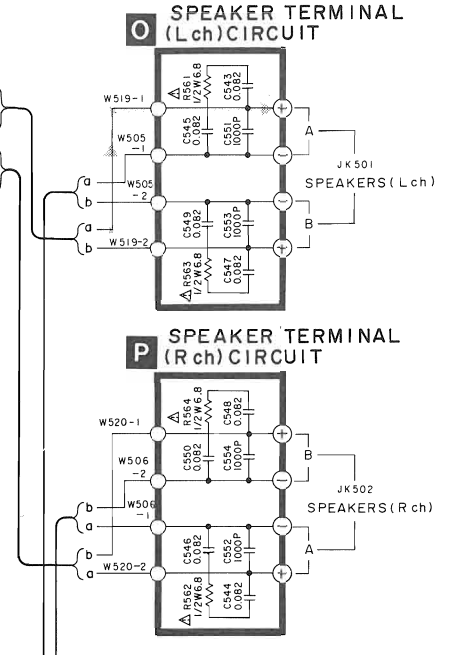 O SPEAKER TERMINAL
(Lch) CIRCUIT
R561
1/2W6.8
C543
0.082
W519-1
C545
0.082
C551
1000P
W505
-1
A
JK501
SPEAKERS(Lch)
a
W505
-2
b
C549
0.082
C553
1000P
B
a
b
W519-2
R563
1/2W6.8
C547
0.082
P SPEAKER TERMINAL
(Rch) CIRCUIT
R564
1/2W6.8
C548
0.082
W520-1
C550
0.082
C554
1000P
W506
-2
B
JK502
SPEAKERS(Rch)
b
W506
-1
a
C546
0.082
C552
1000P
A
b
a
W520-2
R562
1/2W6.8
C544
0.082